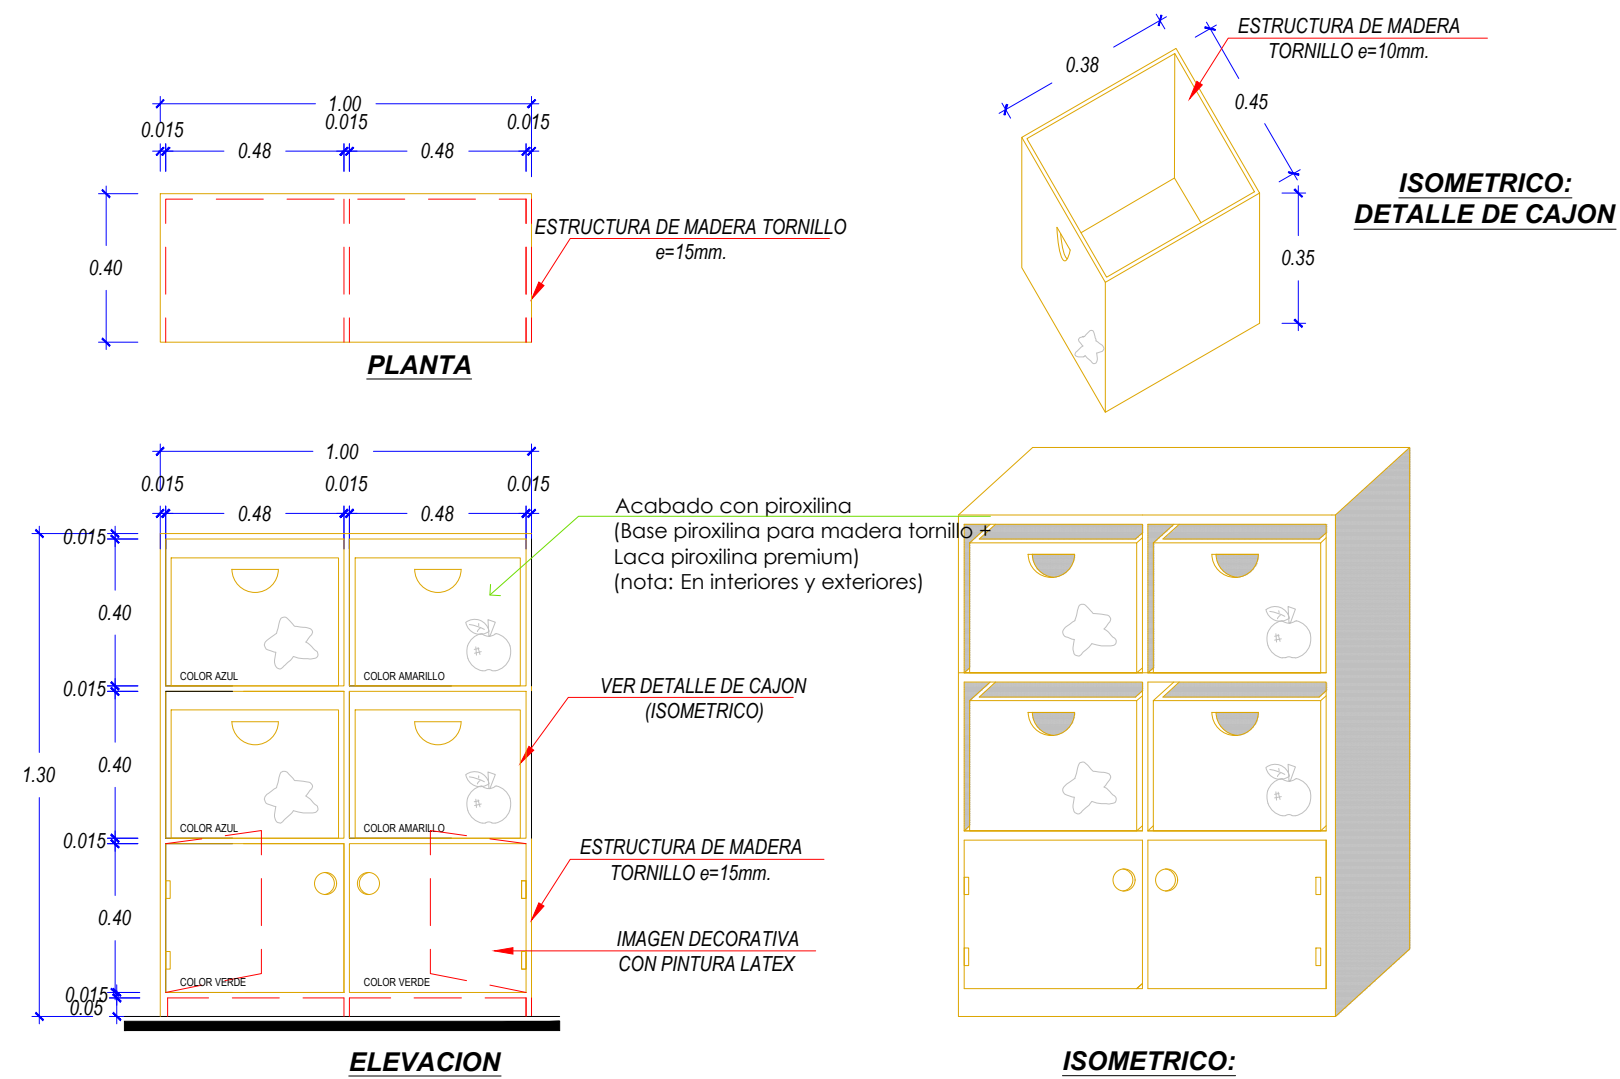 1.00
0.015
0.015
0.015
0.48
0.48
0.40
ESTRUCTURA DE MADERA TORNILLO
e=15mm.
PLANTA
ESTRUCTURA DE MADERA
TORNILLO e=10mm.
0.38
0.45
0.35
ISOMETRICO:
DETALLE DE CAJON
1.00
0.015
0.015
0.015
0.48
0.48
0.015
0.40
0.015
0.40
0.015
0.40
0.015
0.05
1.30
Acabado con piroxilina
(Base piroxilina para madera tornillo +
Laca piroxilina premium)
(nota: En interiores y exteriores)
COLOR AZUL
COLOR AMARILLO
VER DETALLE DE CAJON
(ISOMETRICO)
COLOR AZUL
COLOR AMARILLO
ESTRUCTURA DE MADERA
TORNILLO e=15mm.
IMAGEN DECORATIVA
CON PINTURA LATEX
COLOR VERDE
COLOR VERDE
ELEVACION
ISOMETRICO: